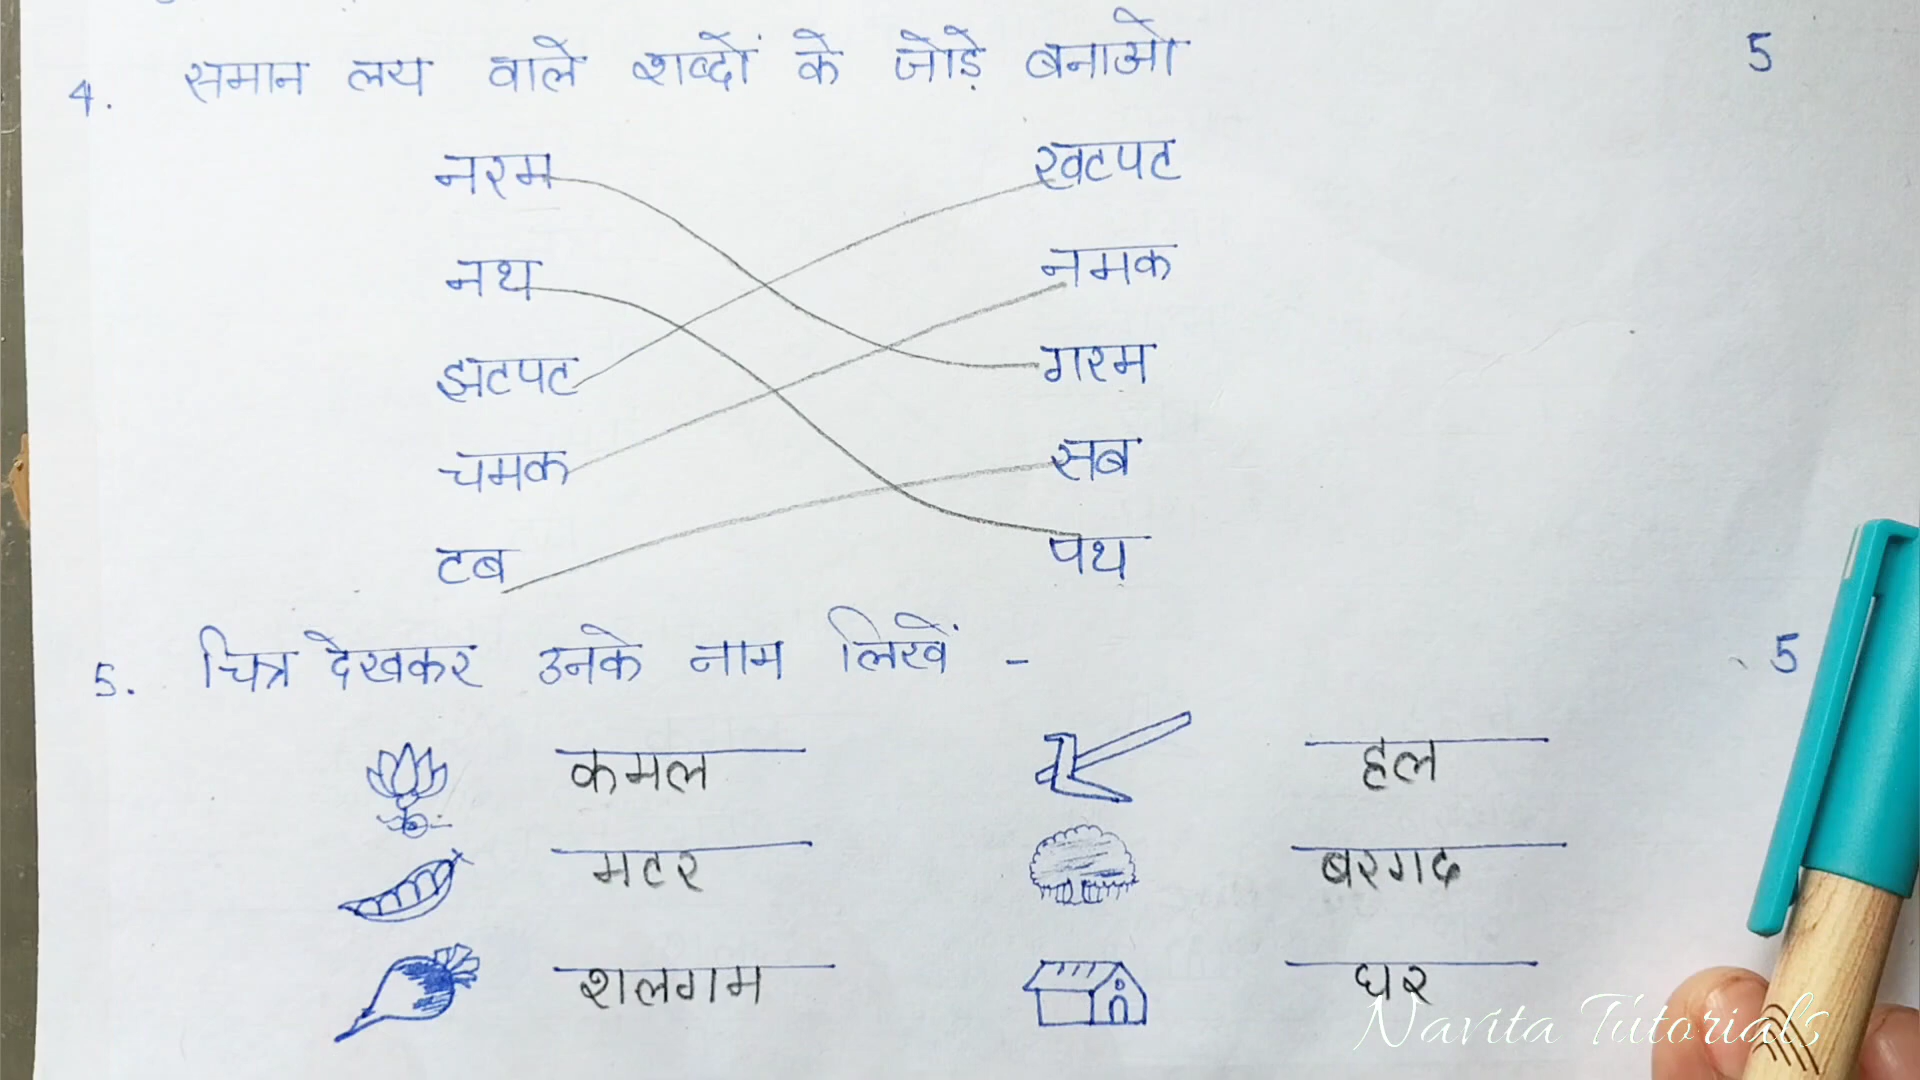 4. समान लय वाले शब्दों के जोड़े बनाओ 5
नरम खटपट
नथ नमक
झटपट गरम
चमक सब
टब पथ
5. चित्र देखकर उनके नाम लिखें - 5
कमल हल
मटर बरगद
शलगम घर
Navita Tutorials